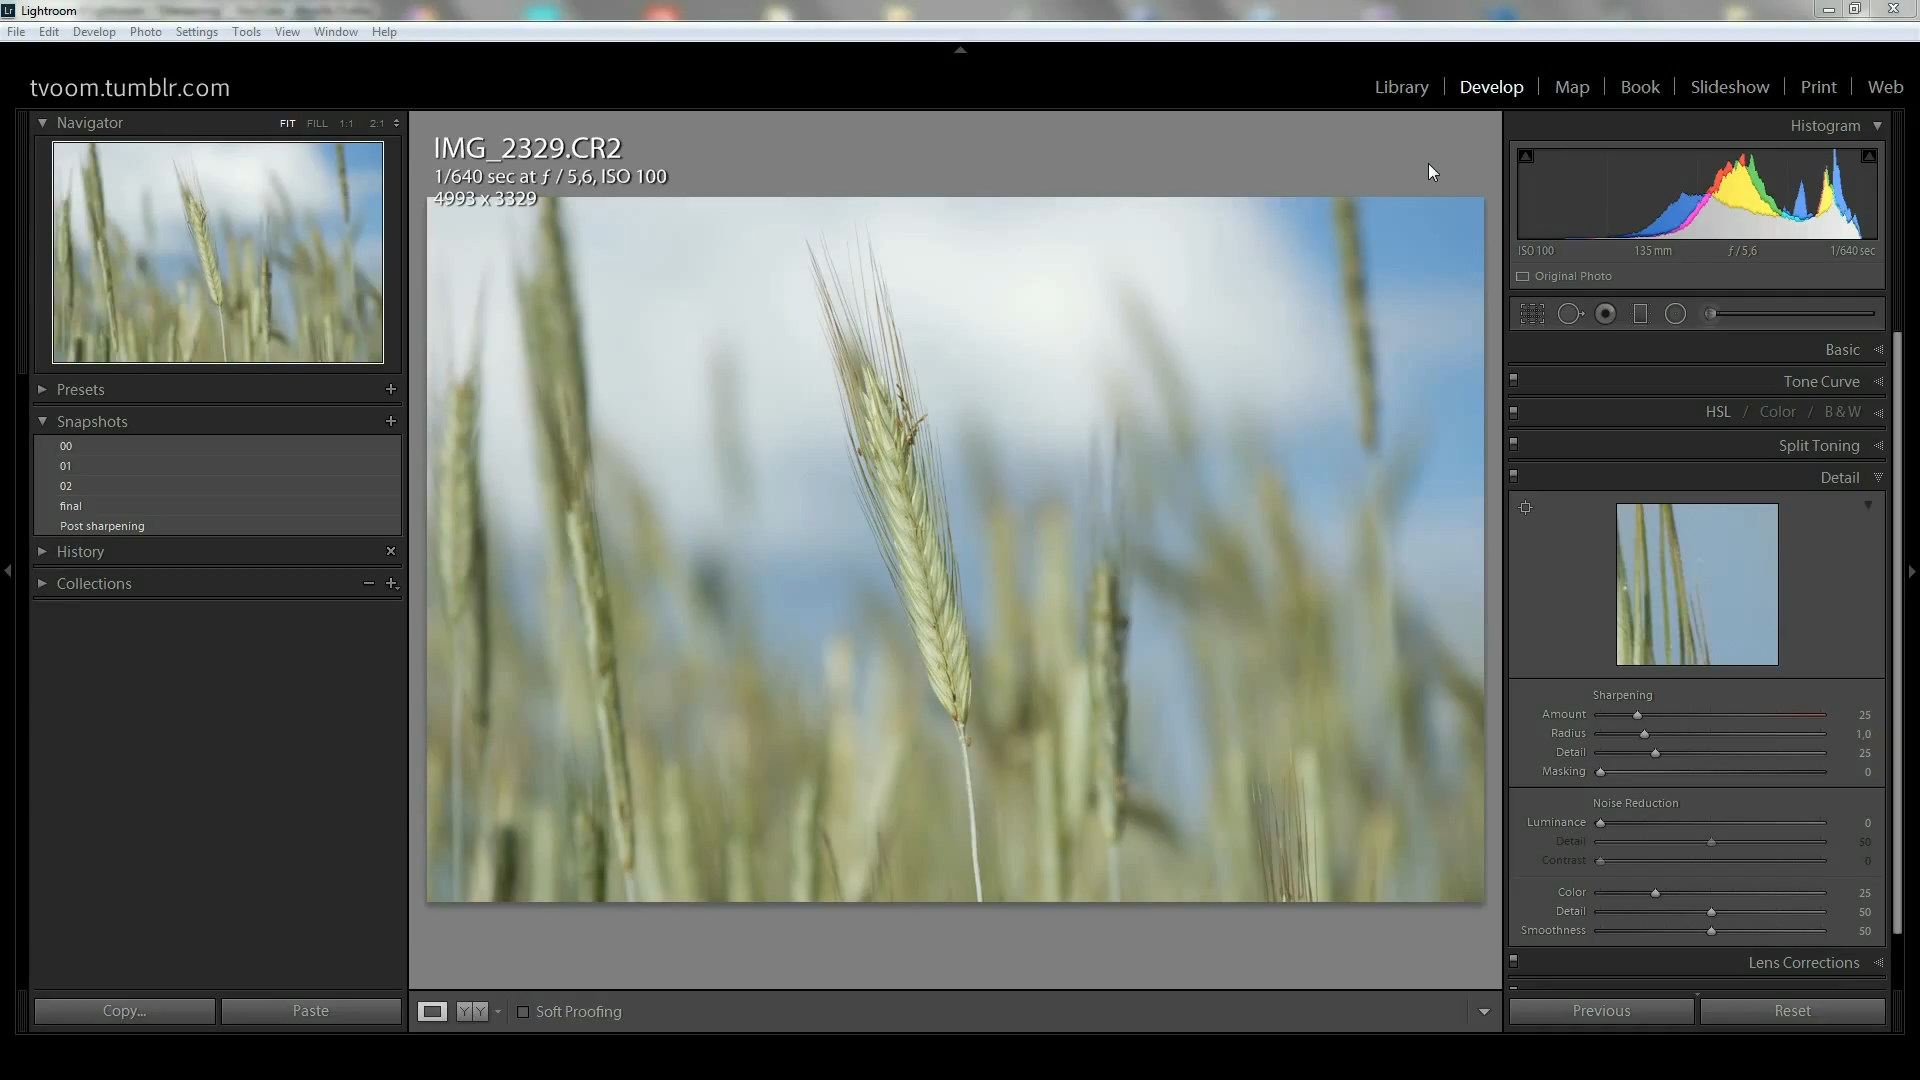 Lr Lightroom
File Edit Develop Photo Settings Tools View Window Help
tvoom.tumblr.com
Library | Develop | Map | Book | Slideshow | Print | Web
Navigator FIT FILL 1:1 2:1
Presets
Snapshots
00
01
02
final
Post sharpening
History
Collections
Copy... Paste
IMG_2329.CR2
1/640 sec at ƒ / 5,6, ISO 100
4993 x 3329
YY Soft Proofing
Histogram
ISO 100 135 mm ƒ / 5,6 1/640 sec
Original Photo
Basic
Tone Curve
HSL / Color / B & W
Split Toning
Detail
Sharpening
Amount 25
Radius 1,0
Detail 25
Masking 0
Noise Reduction
Luminance 0
Detail 50
Contrast 0
Color 25
Detail 50
Smoothness 50
Lens Corrections
Previous Reset